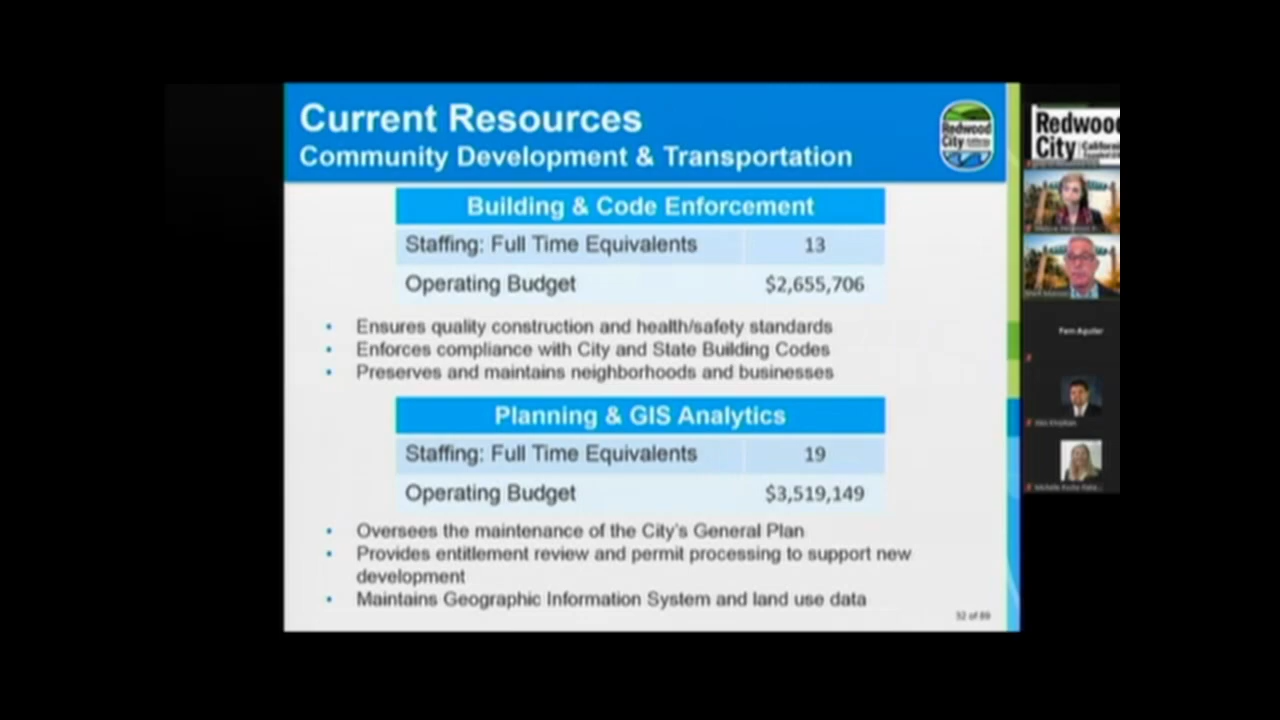 Current Resources
Community Development & Transportation
Redwood
City
Building & Code Enforcement
Staffing: Full Time Equivalents 13
Operating Budget $2,655,706
• Ensures quality construction and health/safety standards
• Enforces compliance with City and State Building Codes
• Preserves and maintains neighborhoods and businesses
Planning & GIS Analytics
Staffing: Full Time Equivalents 19
Operating Budget $3,519,149
• Oversees the maintenance of the City's General Plan
• Provides entitlement review and permit processing to support new
development
• Maintains Geographic Information System and land use data
32 of 89
Redwood
City California
Pam Aguilar